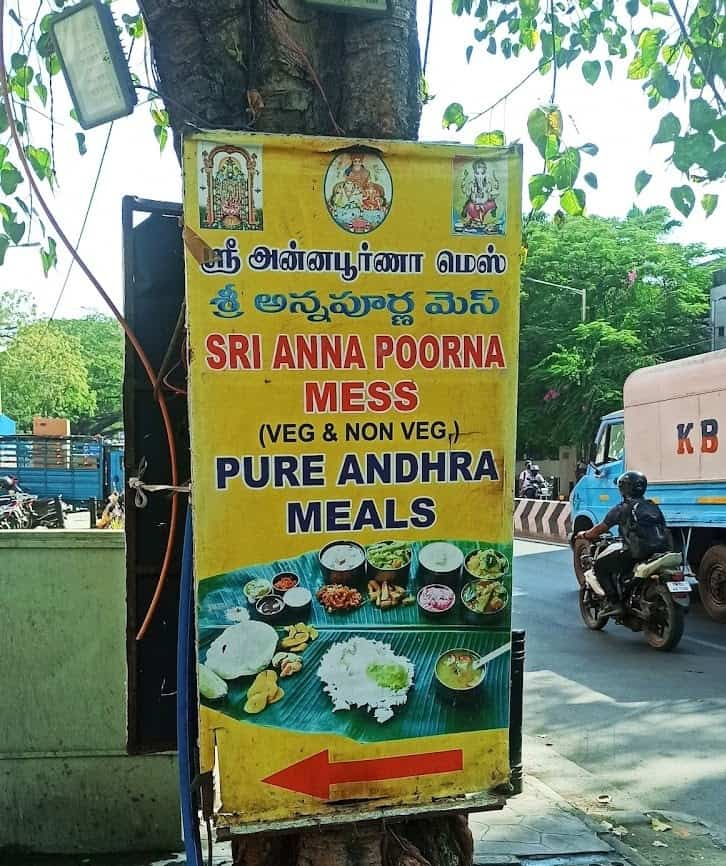 ஸ்ரீ அன்னபூர்ணா மெஸ்
శ్రీ అన్నపూర్ణ మెస్
SRI ANNA POORNA
MESS
(VEG & NON VEG,)
PURE ANDHRA
MEALS
KB